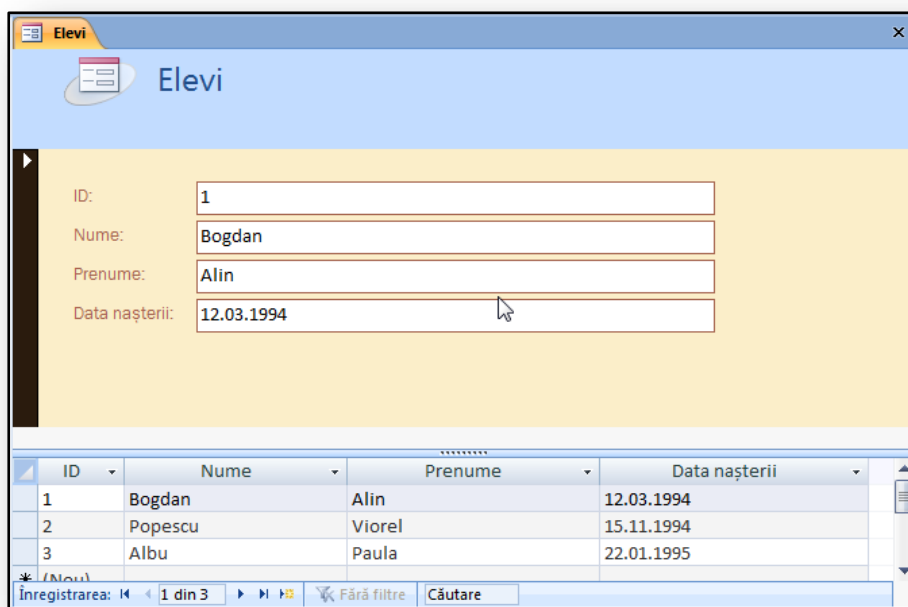 Elevi
Elevi
ID: 1
Nume: Bogdan
Prenume: Alin
Data nașterii: 12.03.1994
ID Nume Prenume Data nașterii
1 Bogdan Alin 12.03.1994
2 Popescu Viorel 15.11.1994
3 Albu Paula 22.01.1995
(Nou)
Înregistrarea: 1 din 3 Fără filtre Căutare